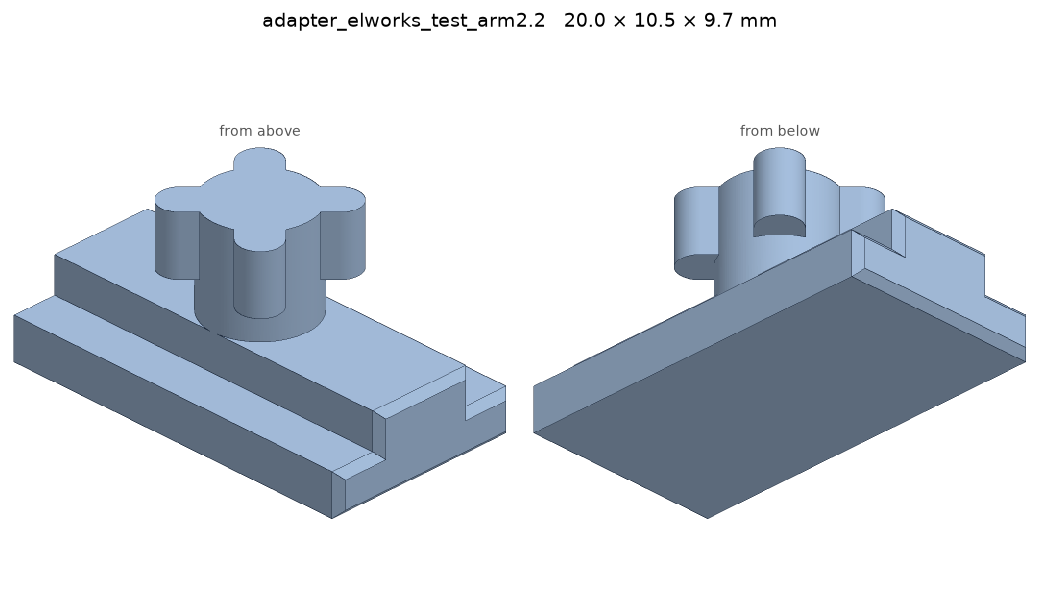 adapter_elworks_test_arm2.2   20.0 × 10.5 × 9.7 mm
from above
from below